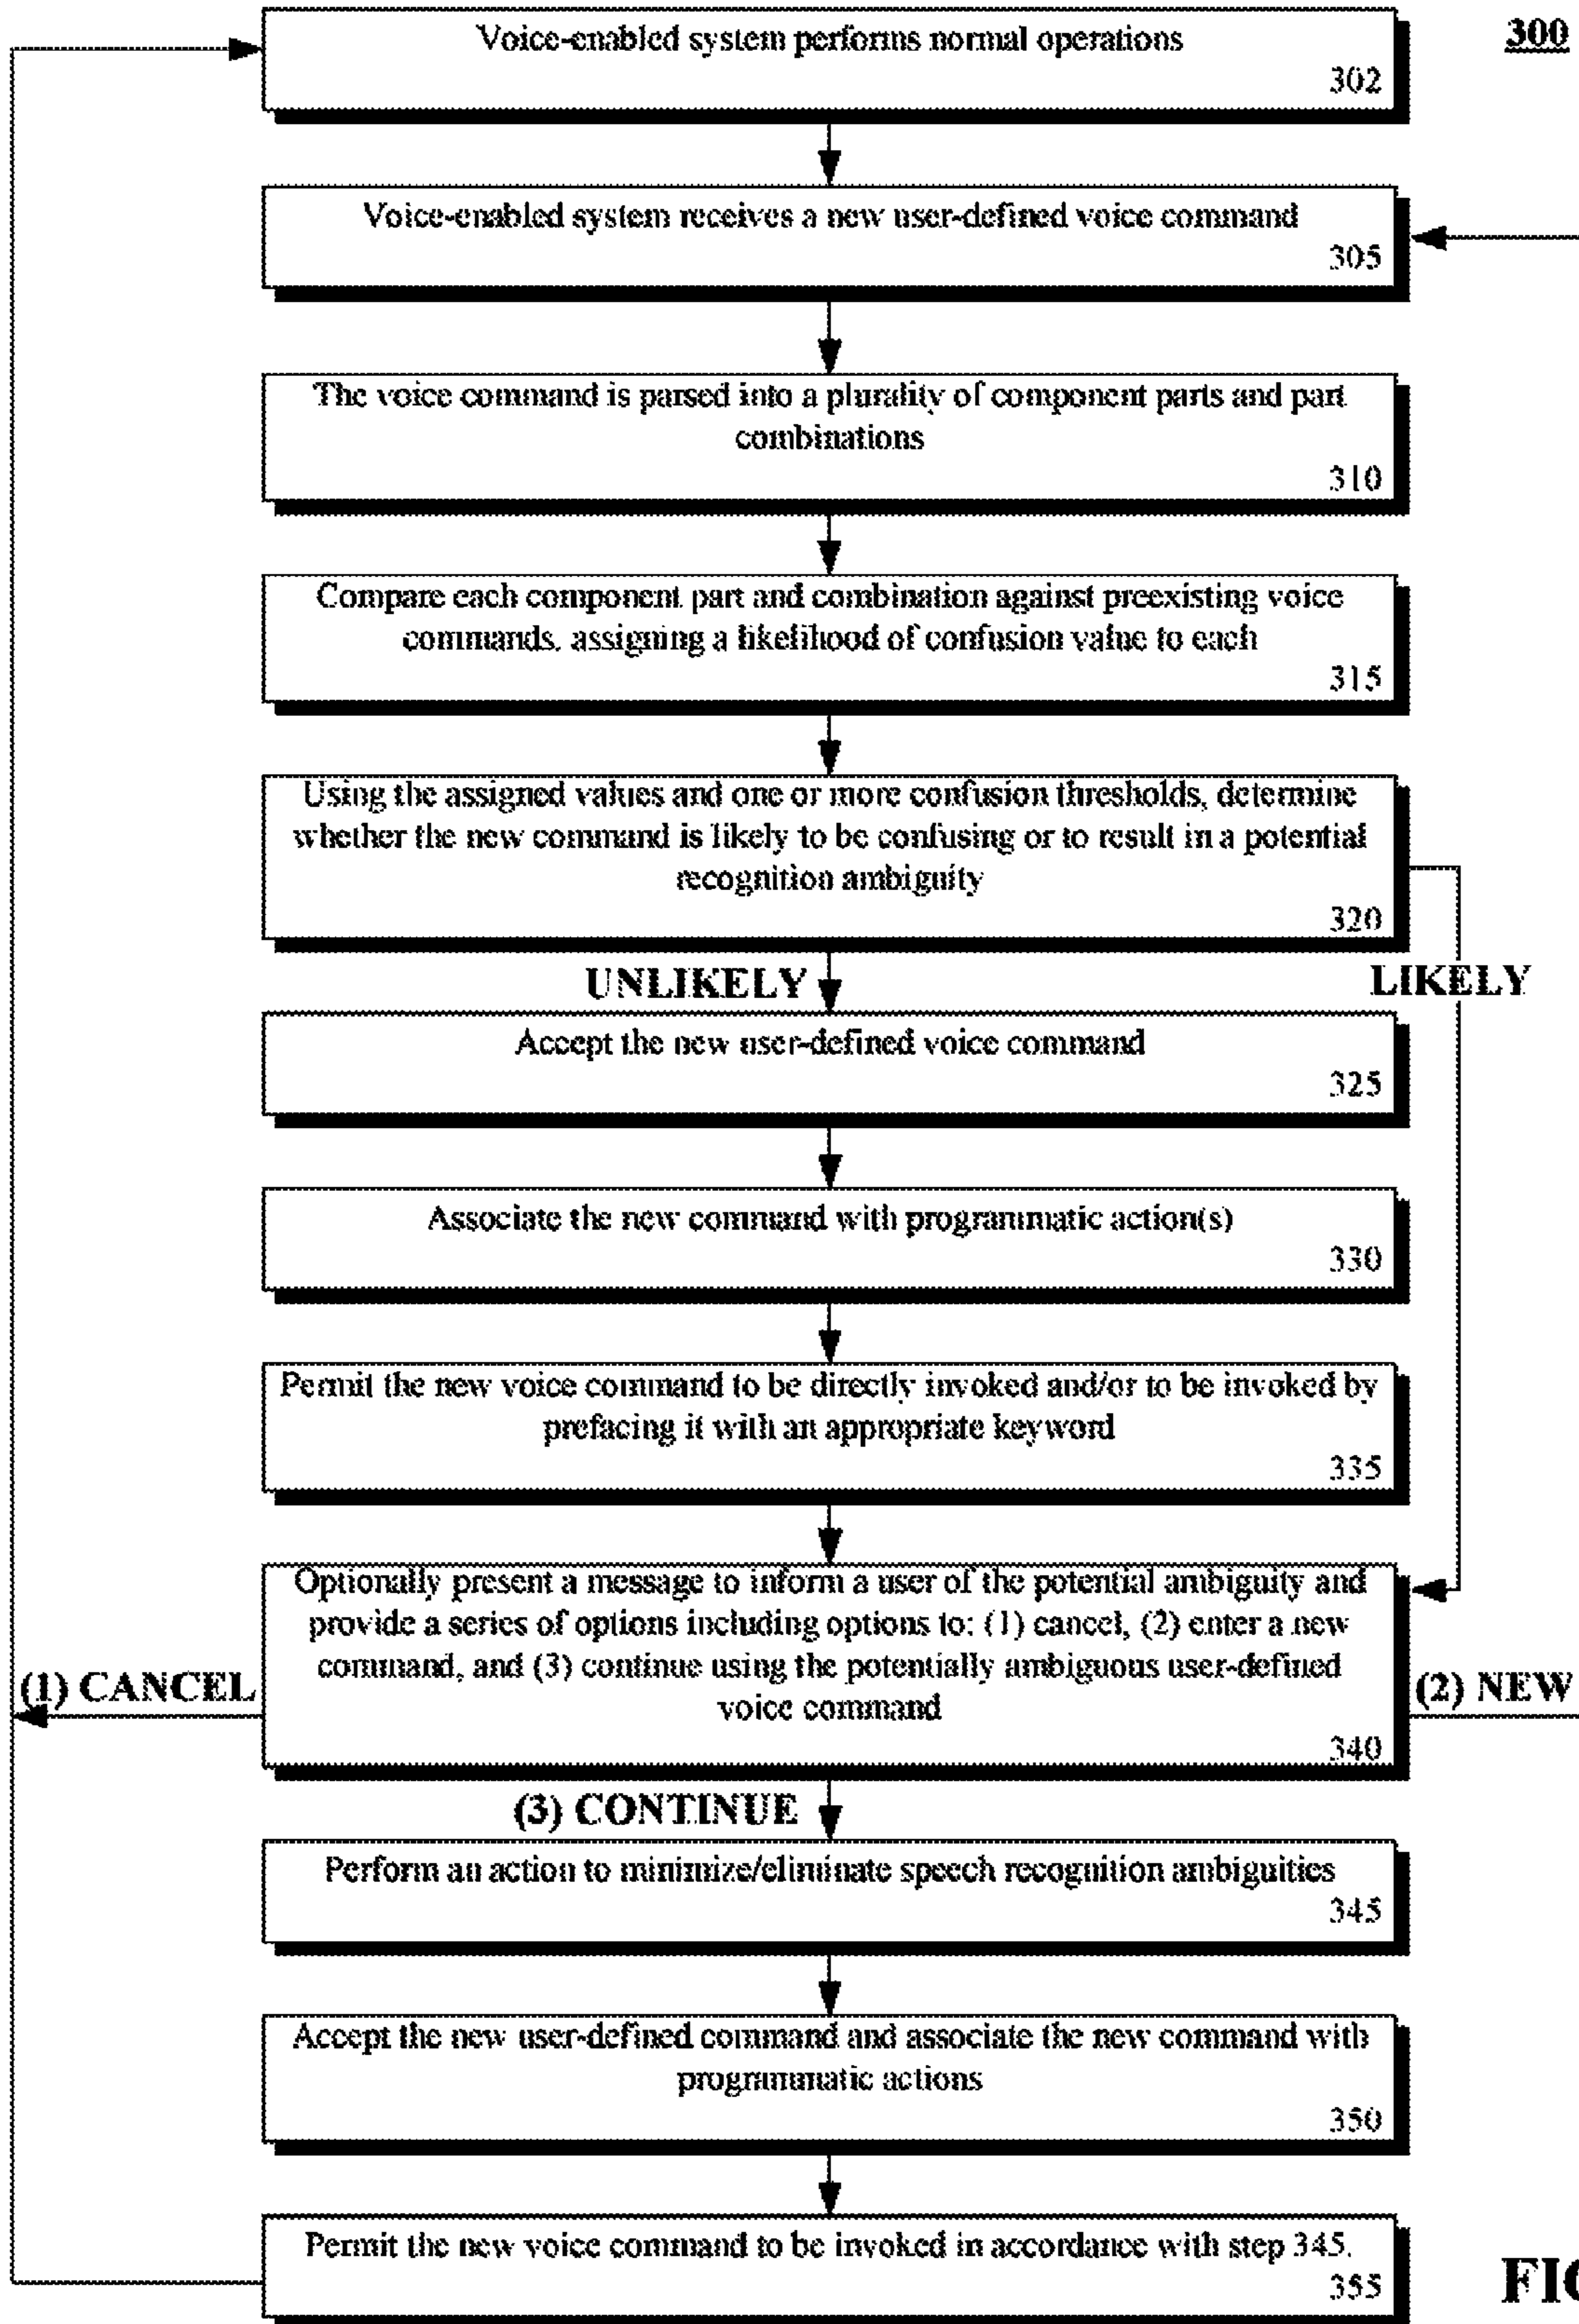 300
Voice-enabled system performs normal operations
302
Voice-enabled system receives a new user-defined voice command
305
The voice command is parsed into a plurality of component parts and part
combinations
310
Compare each component part and combination against preexisting voice
commands, assigning a likelihood of confusion value to each
315
Using the assigned values and one or more confusion thresholds, determine
whether the new command is likely to be confusing or to result in a potential
recognition ambiguity
320
UNLIKELY
LIKELY
Accept the new user-defined voice command
325
Associate the new command with programmatic action(s)
330
Permit the new voice command to be directly invoked and/or to be invoked by
prefacing it with an appropriate keyword
335
Optionally present a message to inform a user of the potential ambiguity and
provide a series of options including options to: (1) cancel, (2) enter a new
command, and (3) continue using the potentially ambiguous user-defined
voice command
340
(1) CANCEL
(2) NEW
(3) CONTINUE
Perform an action to minimize/eliminate speech recognition ambiguities
345
Accept the new user-defined command and associate the new command with
programmatic actions
350
Permit the new voice command to be invoked in accordance with step 345.
355